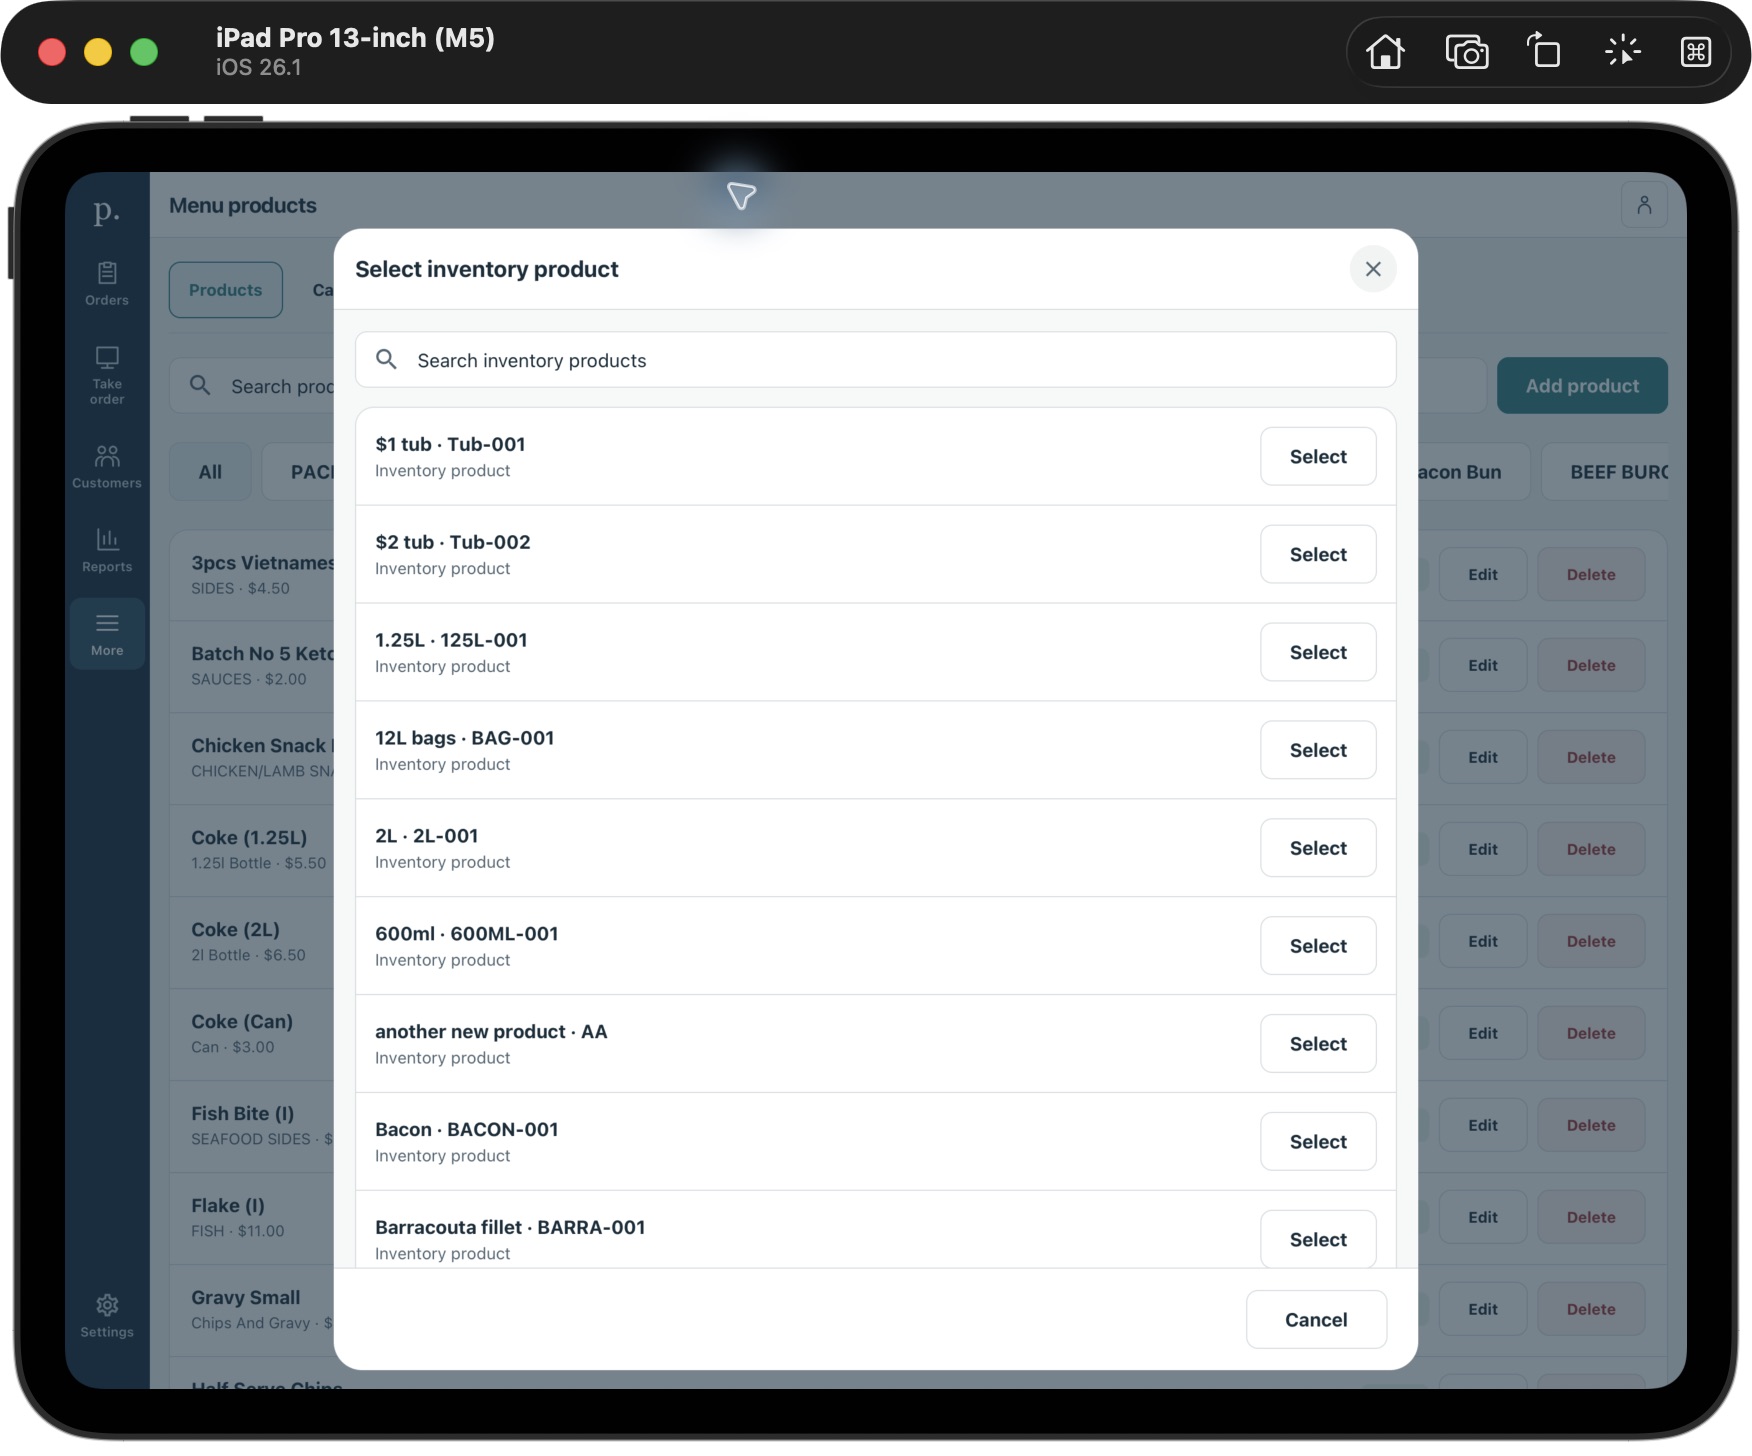 iPad Pro 13-inch (M5)
iOS 26.1
p.
Orders
Take
order
Customers
Reports
More
Settings
Menu products
Products
Search
All
3pcs
SIDES · $4.50
Batch No 5
SAUCES · $2.00
Chicken Snack
CHICKEN/LAMB
Coke (1.25L)
1.25l Bottle · $5.50
Coke (2L)
2l Bottle · $6.50
Coke (Can)
Can · $3.00
Fish Bite (I)
SEAFOOD SIDES · $
Flake (I)
FISH · $11.00
Gravy Small
Chips And Gravy · $
Half Serve Chips
Select inventory product
Search inventory products
$1 tub · Tub-001
Inventory product
Select
$2 tub · Tub-002
Inventory product
Select
1.25L · 125L-001
Inventory product
Select
12L bags · BAG-001
Inventory product
Select
2L · 2L-001
Inventory product
Select
600ml · 600ML-001
Inventory product
Select
another new product · AA
Inventory product
Select
Bacon · BACON-001
Inventory product
Select
Barracouta fillet · BARRA-001
Inventory product
Select
Cancel
Add product
acon Bun
BEEF BURG
Edit
Delete
Edit
Delete
Edit
Delete
Edit
Delete
Edit
Delete
Edit
Delete
Edit
Delete
Edit
Delete
Edit
Delete